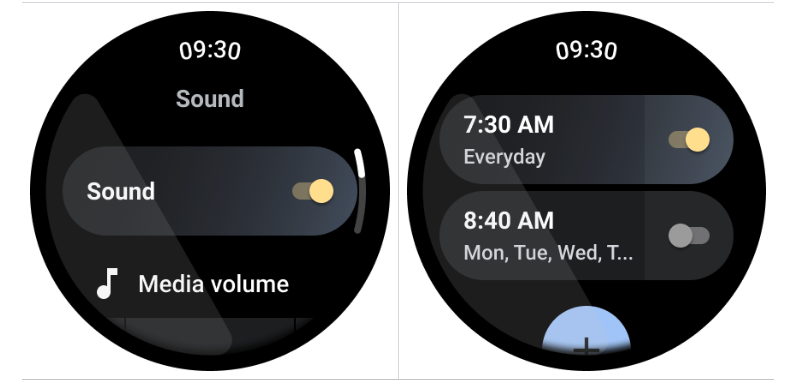 09:30
Sound
Sound
Media volume
09:30
7:30 AM
Everyday
8:40 AM
Mon, Tue, Wed, T...
+